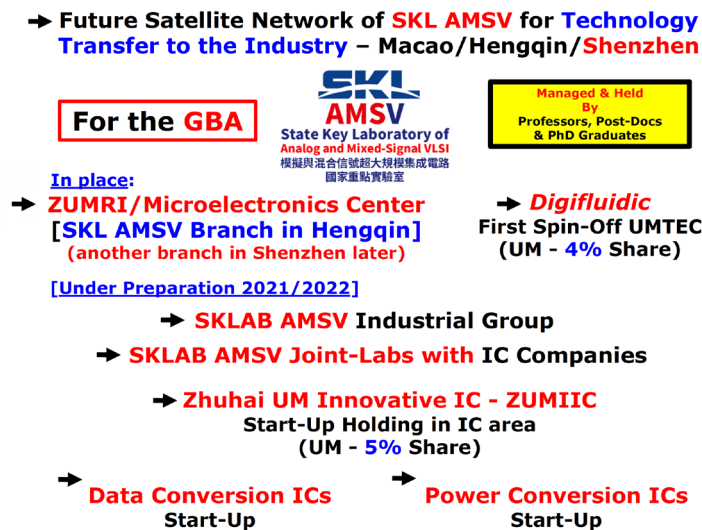 → Future Satellite Network of SKL AMSV for Technology
Transfer to the Industry – Macao/Hengqin/Shenzhen
For the GBA
SKL
AMSV
State Key Laboratory of
Analog and Mixed-Signal VLSI
模擬與混合信號超大規模集成電路
國家重點實驗室
Managed & Held
By
Professors, Post-Docs
& PhD Graduates
In place:
→ ZUMRI/Microelectronics Center
[SKL AMSV Branch in Hengqin]
(another branch in Shenzhen later)
→ Digifluidic
First Spin-Off UMTEC
(UM - 4% Share)
[Under Preparation 2021/2022]
→ SKLAB AMSV Industrial Group
→ SKLAB AMSV Joint-Labs with IC Companies
→ Zhuhai UM Innovative IC - ZUMIIC
Start-Up Holding in IC area
(UM - 5% Share)
→ Data Conversion ICs
Start-Up
→ Power Conversion ICs
Start-Up